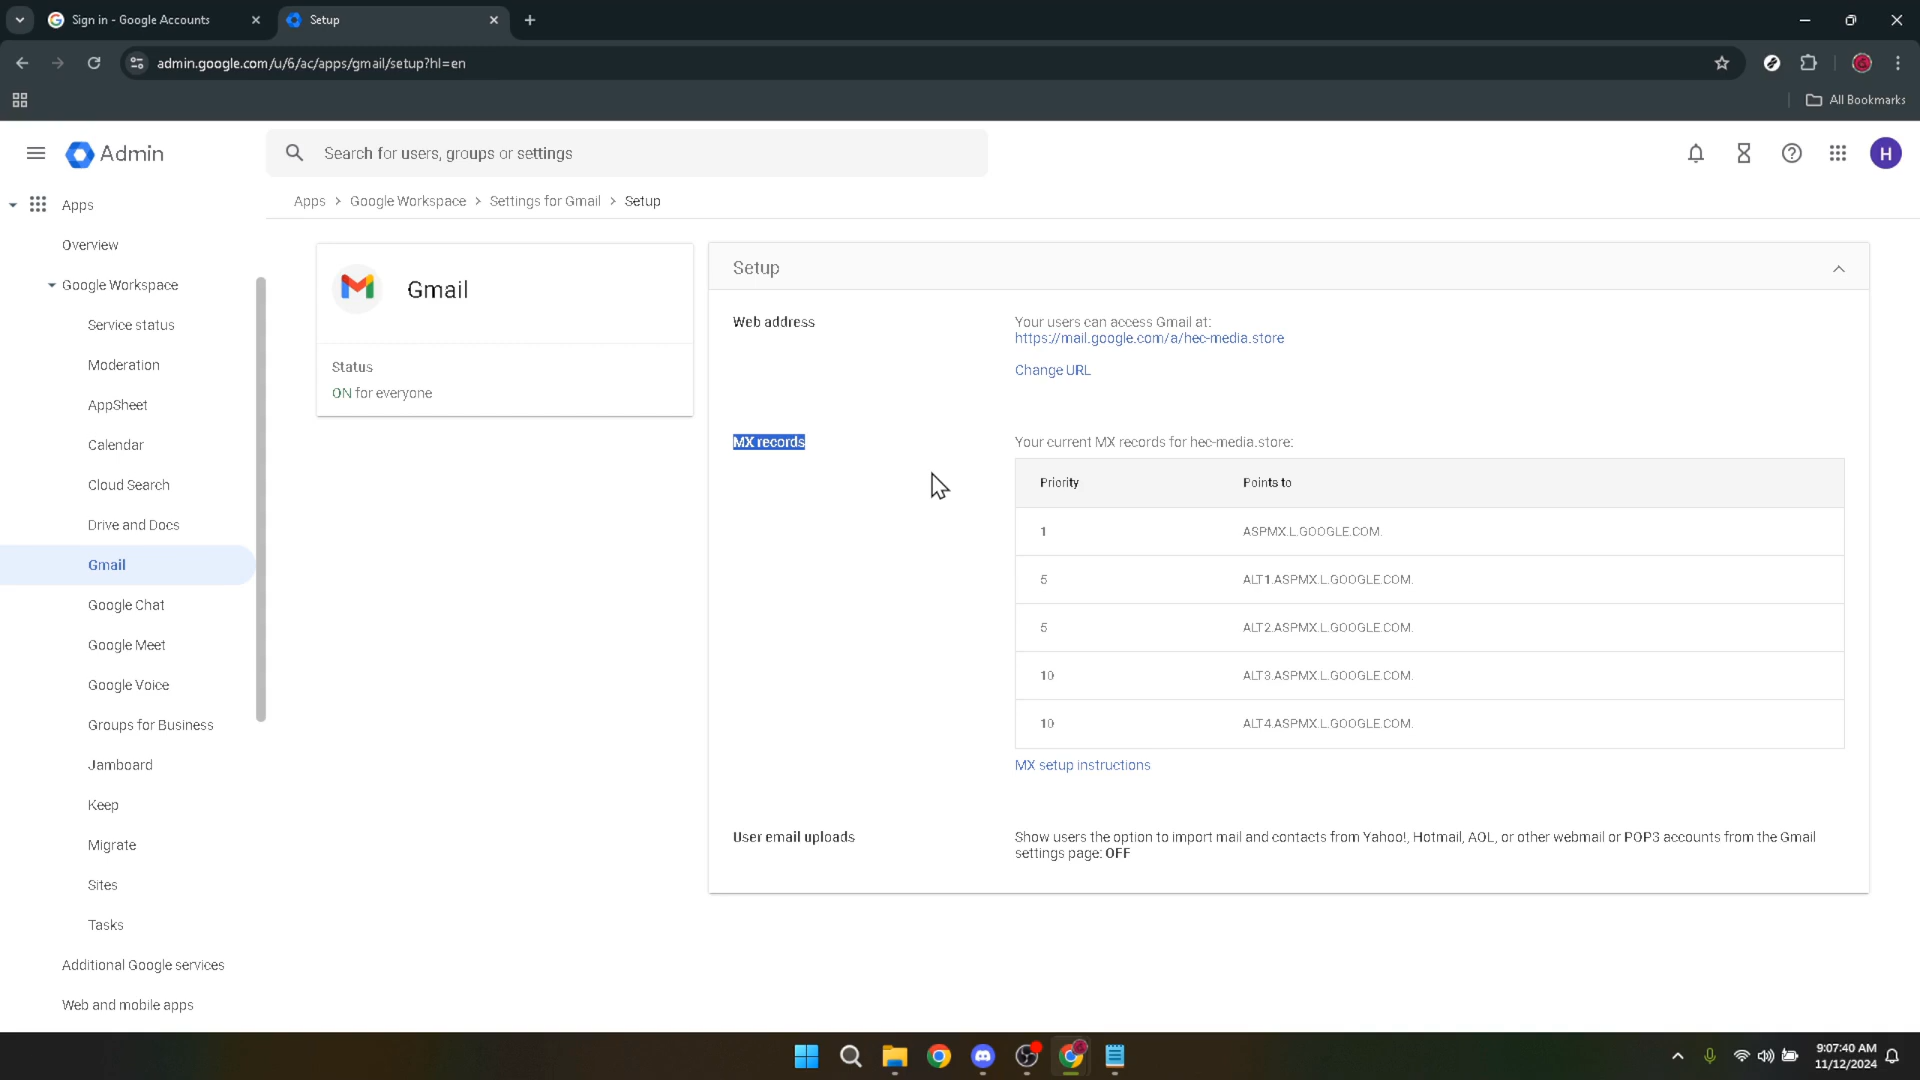 Sign in - Google Accounts
Setup
admin.google.com/u/6/ac/apps/gmail/setup?hl=en
All Bookmarks
Admin
Search for users, groups or settings
H
Apps
Overview
Google Workspace
Service status
Moderation
AppSheet
Calendar
Cloud Search
Drive and Docs
Gmail
Google Chat
Google Meet
Google Voice
Groups for Business
Jamboard
Keep
Migrate
Sites
Tasks
Additional Google services
Web and mobile apps
Apps > Google Workspace > Settings for Gmail > Setup
Gmail
Status
ON for everyone
Setup
Web address
Your users can access Gmail at:
https://mail.google.com/a/hec-media.store
Change URL
MX records
Your current MX records for hec-media.store:
Priority Points to
1 ASPMX.L.GOOGLE.COM.
5 ALT1.ASPMX.L.GOOGLE.COM.
5 ALT2.ASPMX.L.GOOGLE.COM.
10 ALT3.ASPMX.L.GOOGLE.COM.
10 ALT4.ASPMX.L.GOOGLE.COM.
MX setup instructions
User email uploads
Show users the option to import mail and contacts from Yahoo!, Hotmail, AOL, or other webmail or POP3 accounts from the Gmail
settings page: OFF
9:07:40 AM
11/12/2024